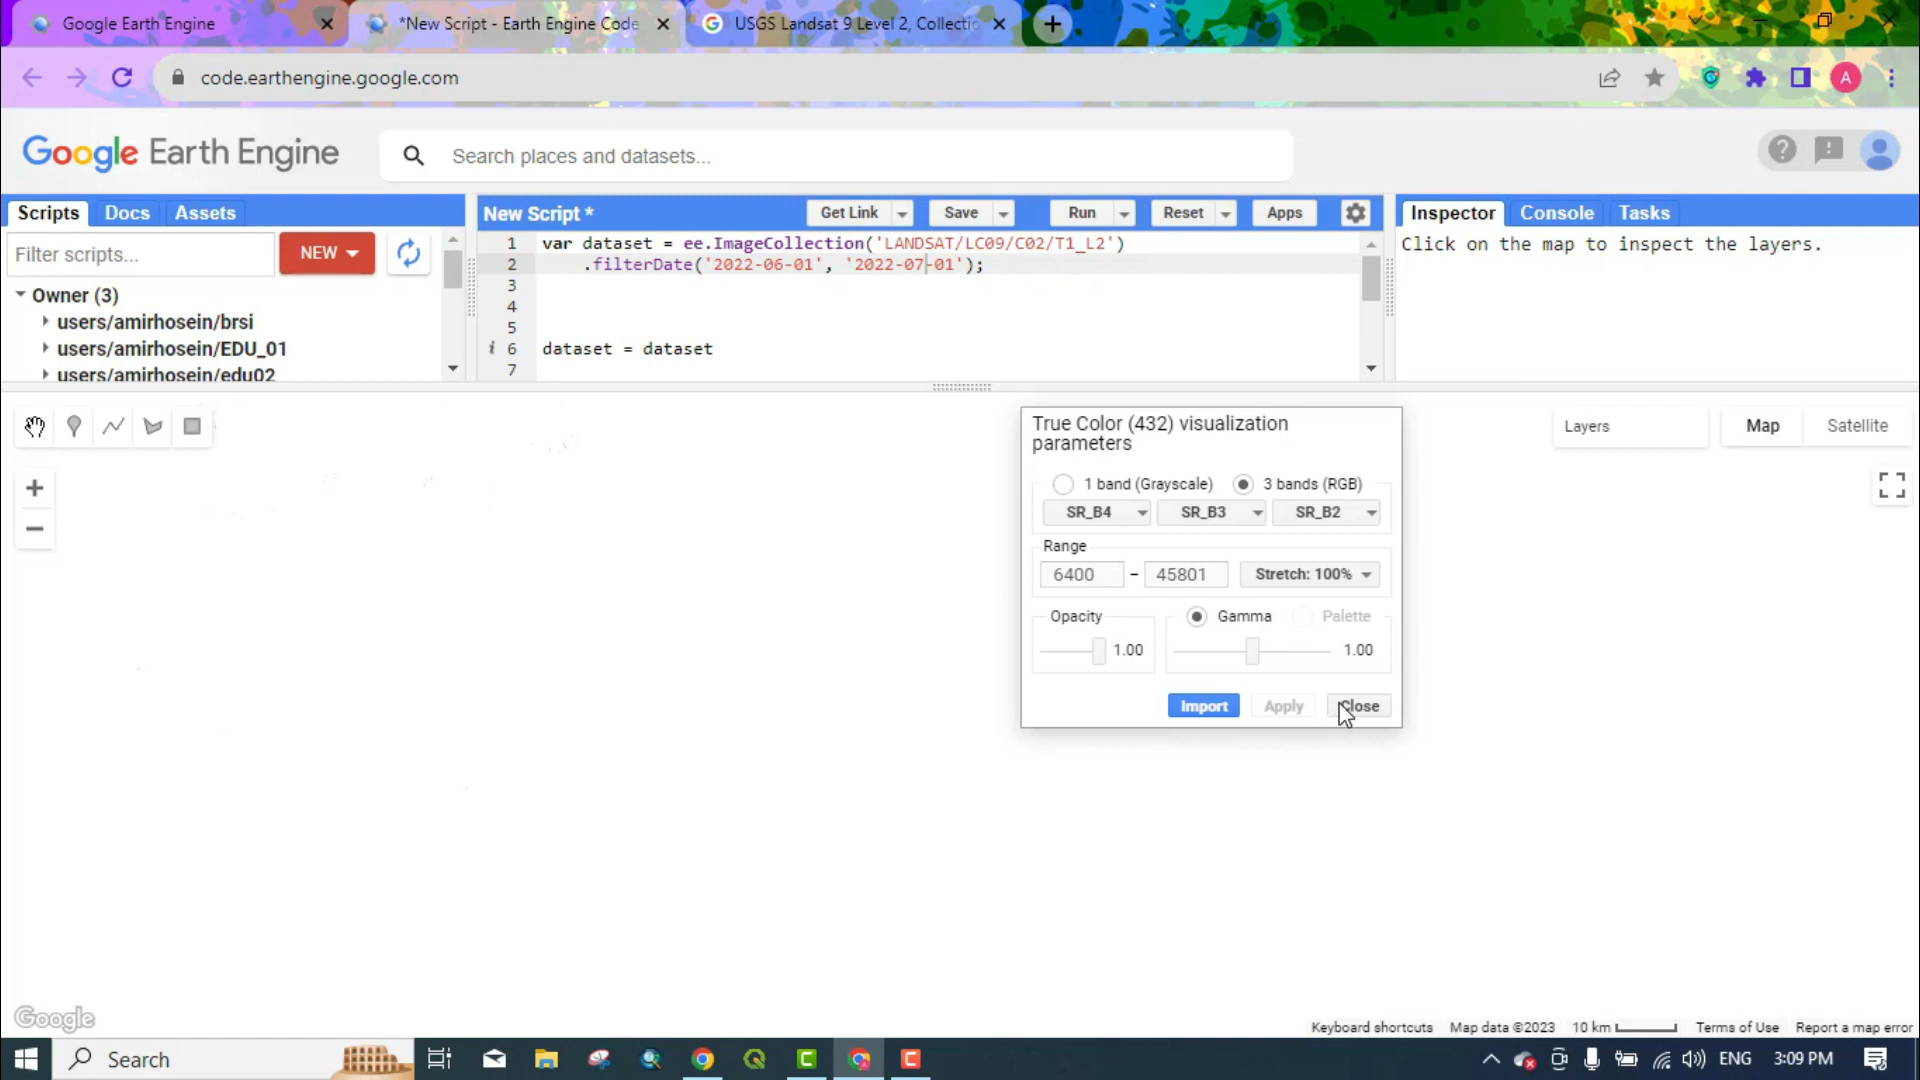 Google Earth Engine
*New Script - Earth Engine Code
USGS Landsat 9 Level 2, Collectio
code.earthengine.google.com
A
Google Earth Engine
Search places and datasets...
Scripts Docs Assets
Filter scripts...
NEW
Owner (3)
users/amirhosein/brsi
users/amirhosein/EDU_01
users/amirhosein/edu02
New Script *
Get Link Save Run Reset Apps
1 var dataset = ee.ImageCollection('LANDSAT/LC09/C02/T1_L2')
2 .filterDate('2022-06-01', '2022-07-01');
3
4
5
i 6 dataset = dataset
7
Inspector Console Tasks
Click on the map to inspect the layers.
True Color (432) visualization
parameters
1 band (Grayscale) 3 bands (RGB)
SR_B4 SR_B3 SR_B2
Range
6400 – 45801 Stretch: 100%
Opacity Gamma Palette
1.00 1.00
Import Apply Close
Layers
Map Satellite
Google
Keyboard shortcuts Map data ©2023 10 km Terms of Use Report a map error
Search
ENG 3:09 PM